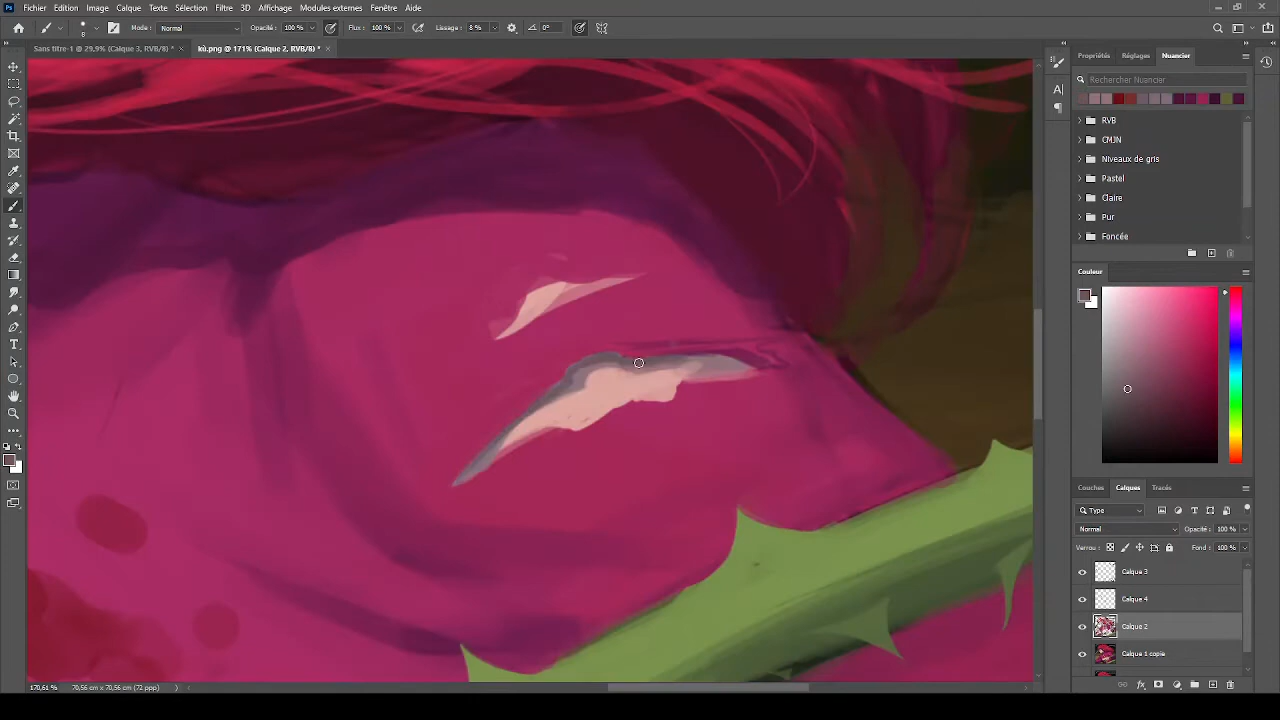 Fichier Edition Image Calque Texte Sélection Filtre 3D Affichage Modules externes Fenêtre Aide
8
Mode : Normal Opacité : 100 % Flux : 100 % Lissage : 8 % 0°
Sans titre-1 @ 29,9% (Calque 3, RVB/8) * × kù.png @ 171% (Calque 2, RVB/8) * ×
Propriétés Réglages Nuancier
Rechercher Nuancier
RVB
CMJN
Niveaux de gris
Pastel
Claire
Pur
Foncée
Couleur
Couches Calques Tracés
Type
Normal Opacité : 100 %
Verrou : Fond : 100 %
Calque 3
Calque 4
Calque 2
Calque 1 copie
170,61 % 70,56 cm x 70,56 cm (72 ppp)